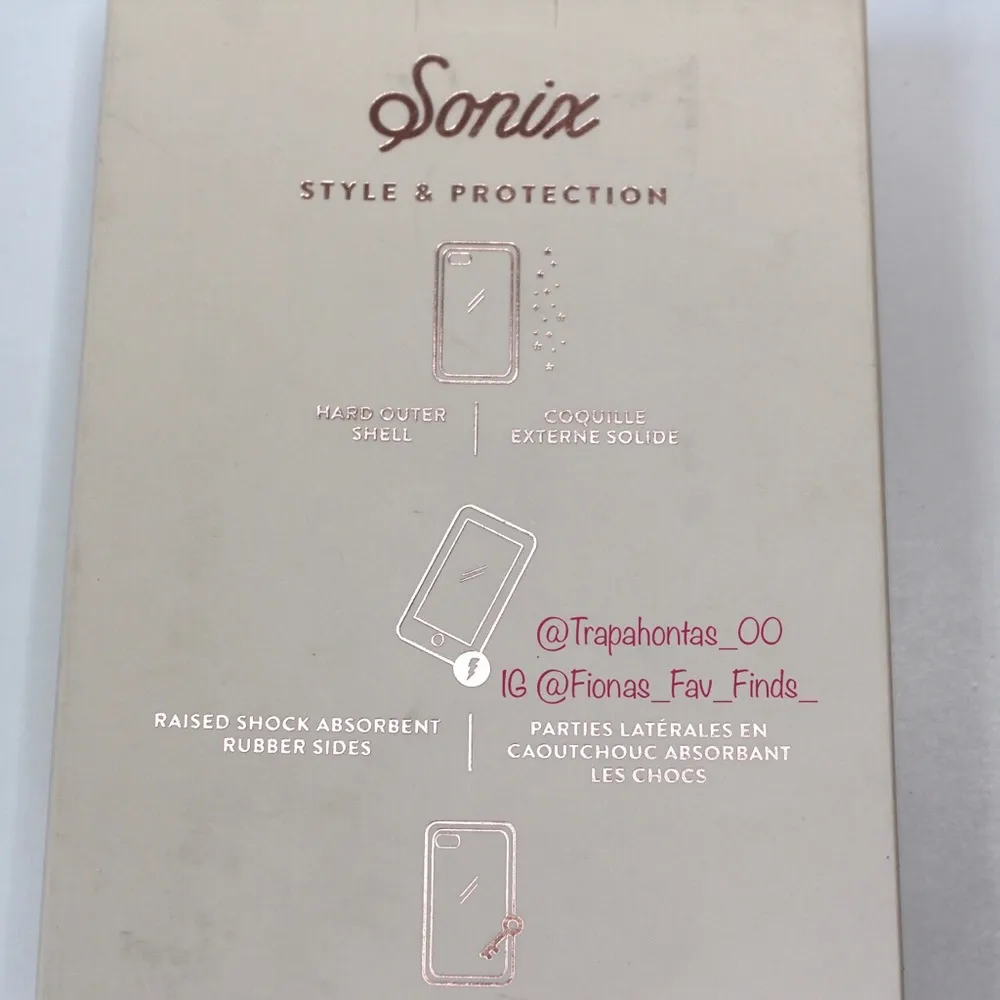 Sonix
STYLE & PROTECTION
HARD OUTER
SHELL
COQUILLE
EXTERNE SOLIDE
@Trapahontas_00
IG @Fionas_Fav_Finds_
RAISED SHOCK ABSORBENT
RUBBER SIDES
PARTIES LATÉRALES EN
CAOUTCHOUC ABSORBANT
LES CHOCS